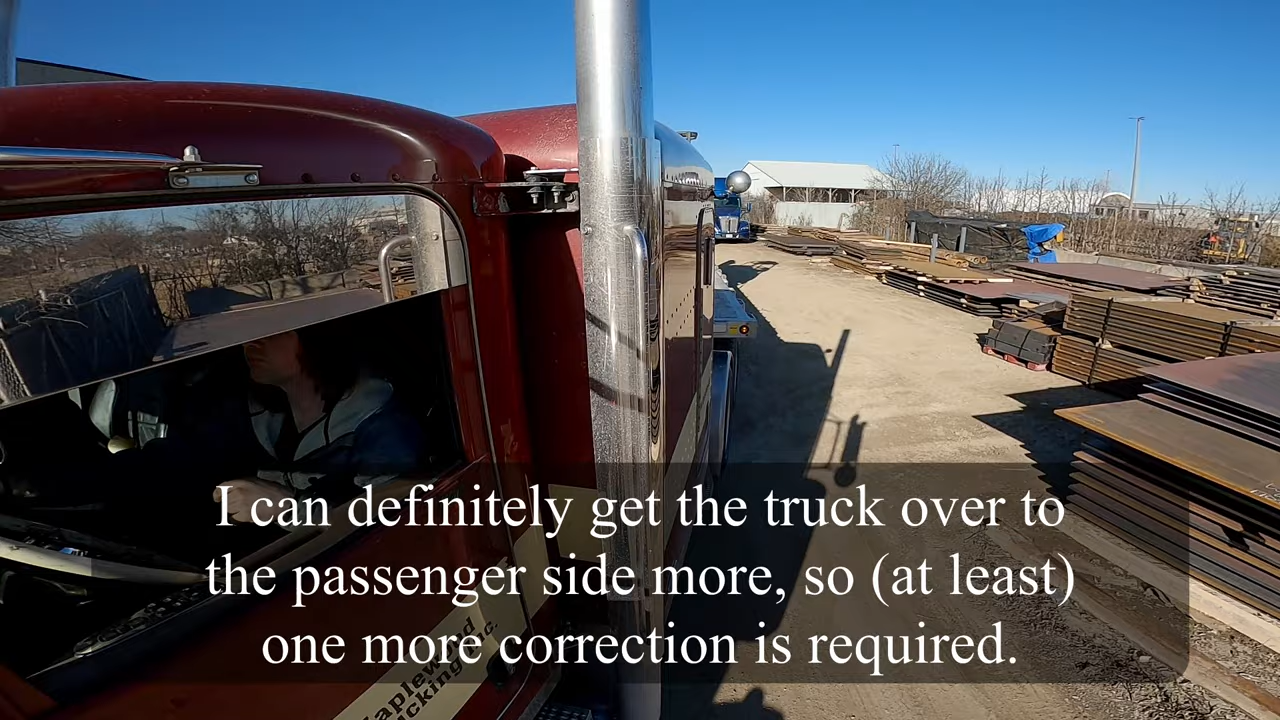 I can definitely get the truck over to
the passenger side more, so (at least)
one more correction is required.